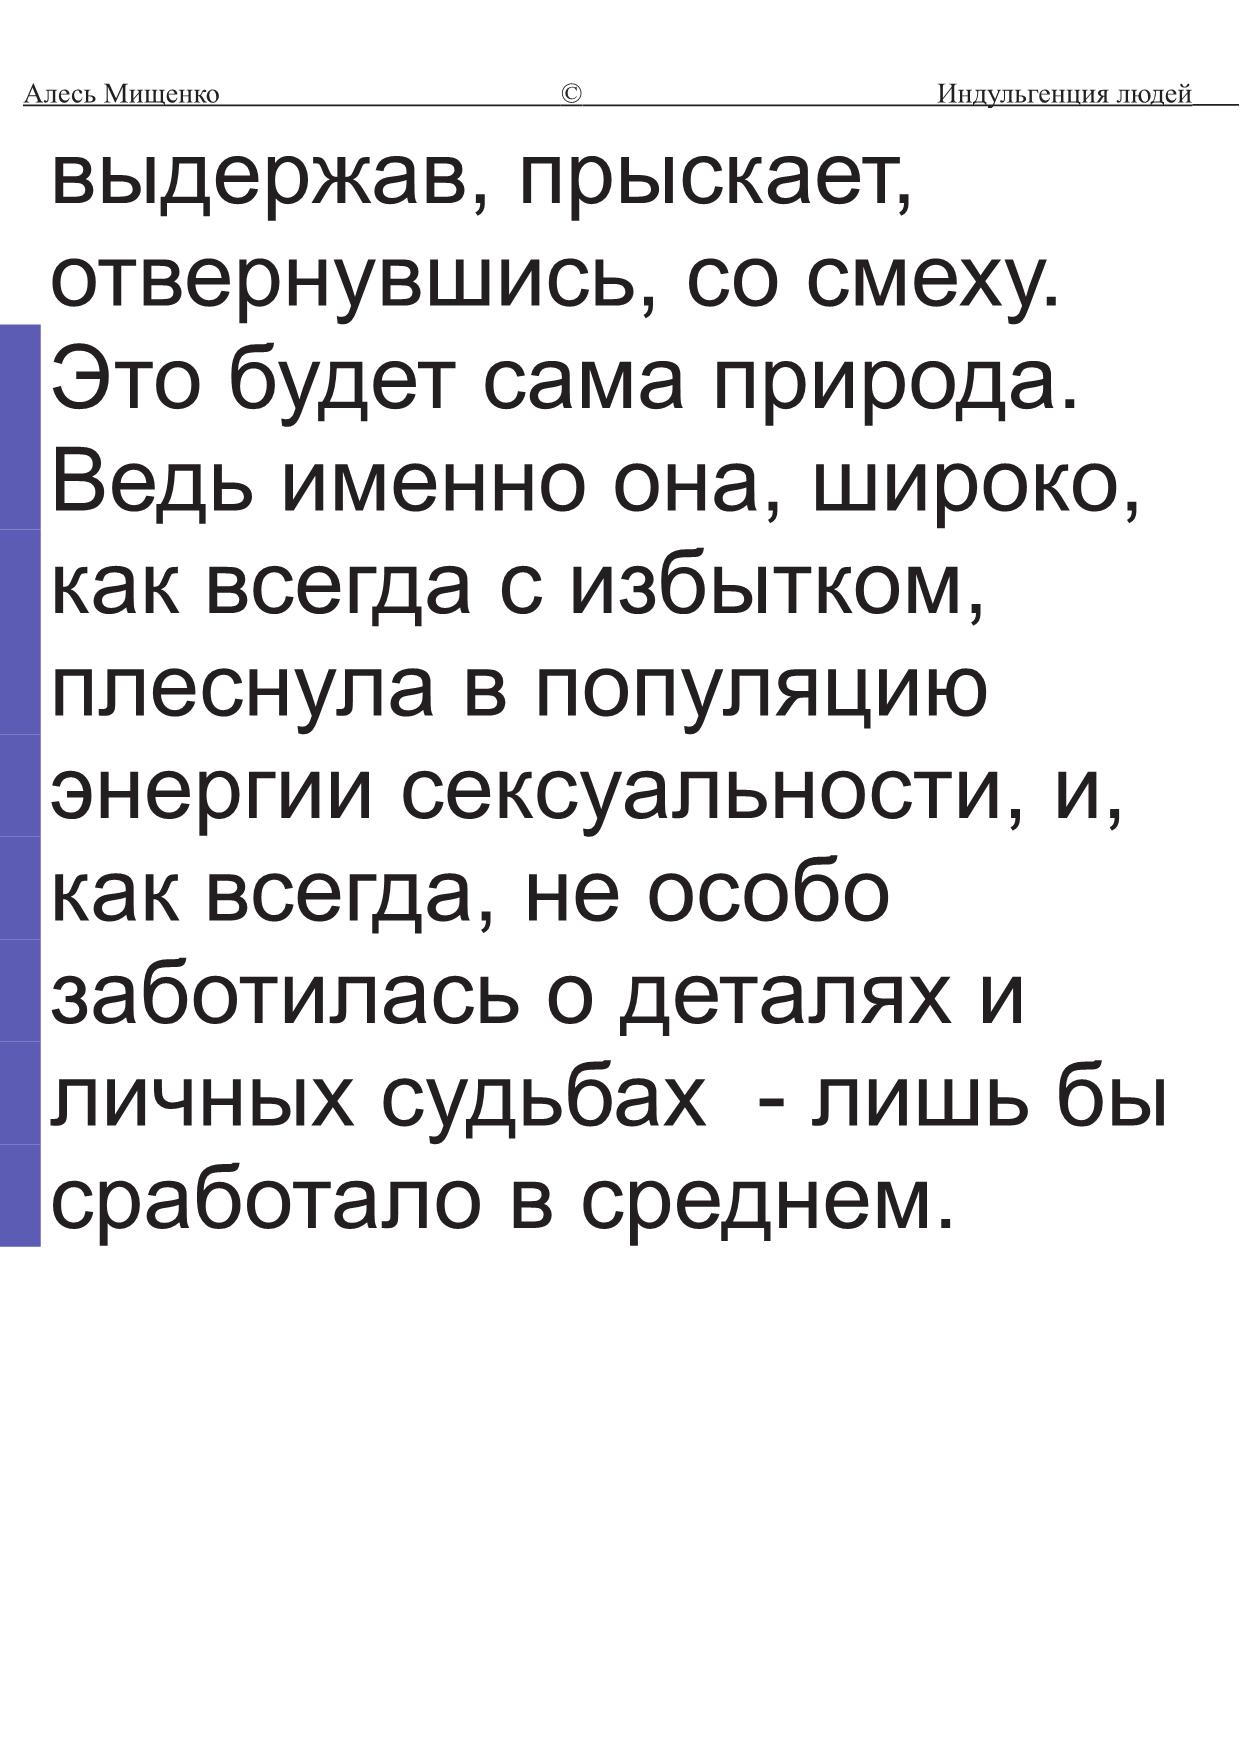 Алесь Мищенко © Индульгенция людей
выдержав, прыскает,
отвернувшись, со смеху.
Это будет сама природа.
Ведь именно она, широко,
как всегда с избытком,
плеснула в популяцию
энергии сексуальности, и,
как всегда, не особо
заботилась о деталях и
личных судьбах  - лишь бы
сработало в среднем.